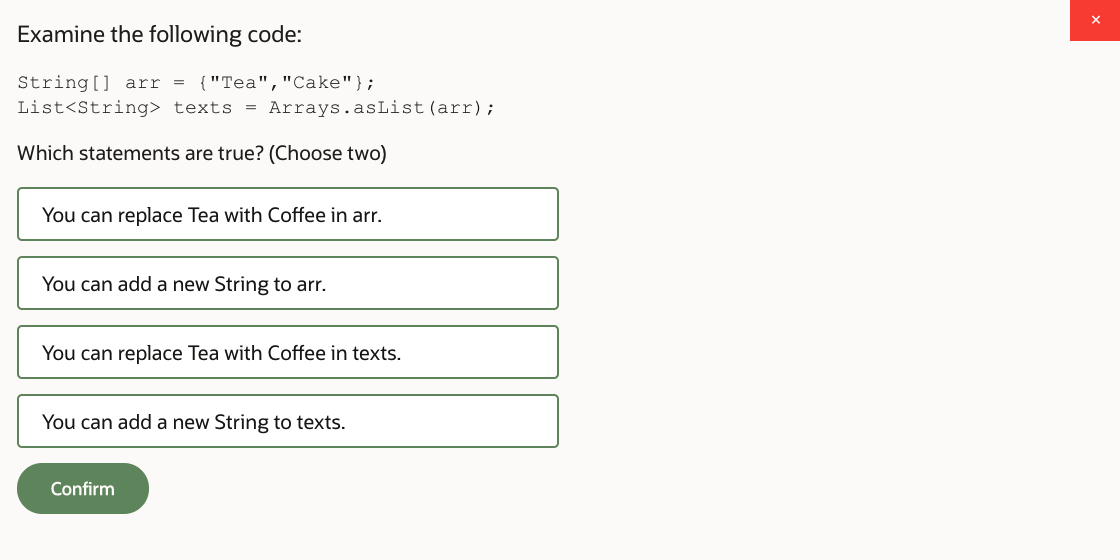 ×
Examine the following code:
String[] arr = {"Tea","Cake"};
List<String> texts = Arrays.asList(arr);
Which statements are true? (Choose two)
You can replace Tea with Coffee in arr.
You can add a new String to arr.
You can replace Tea with Coffee in texts.
You can add a new String to texts.
Confirm